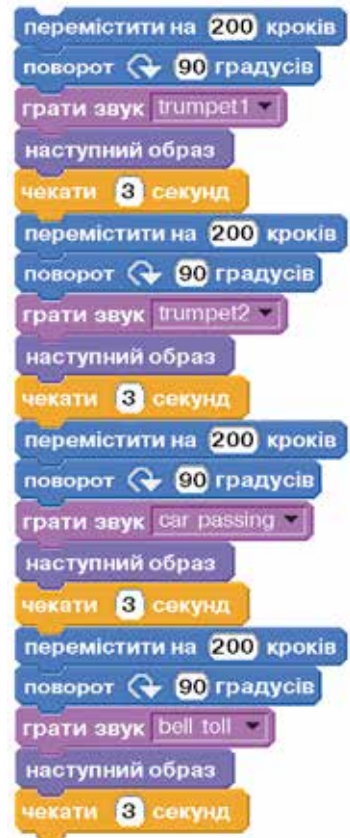 перемістити на 200 кроків
поворот 90 градусів
грати звук trumpet1
наступний образ
чекати 3 секунд
перемістити на 200 кроків
поворот 90 градусів
грати звук trumpet2
наступний образ
чекати 3 секунд
перемістити на 200 кроків
поворот 90 градусів
грати звук car passing
наступний образ
чекати 3 секунд
перемістити на 200 кроків
поворот 90 градусів
грати звук bell toll
наступний образ
чекати 3 секунд